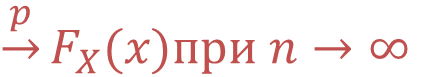 p
→ F_X(x)при n → ∞